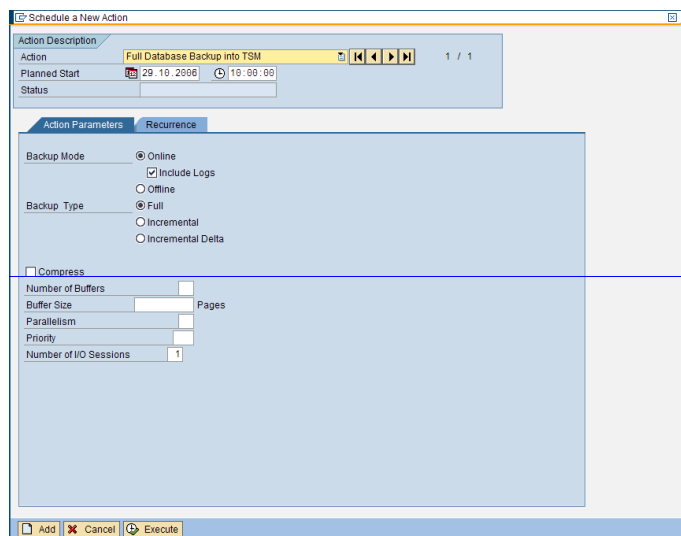 Schedule a New Action
Action Description
Action Full Database Backup into TSM 1 / 1
Planned Start 29.10.2006 10:00:00
Status
Action Parameters Recurrence
Backup Mode Online
Include Logs
Offline
Backup Type Full
Incremental
Incremental Delta
Compress
Number of Buffers
Buffer Size Pages
Parallelism
Priority
Number of I/O Sessions 1
Add Cancel Execute